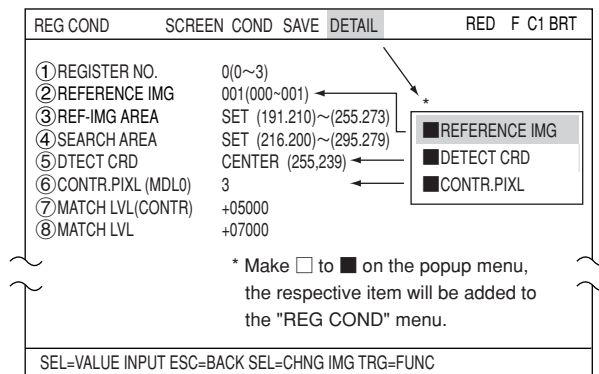 REG COND SCREEN COND SAVE DETAIL RED F C1 BRT
①REGISTER NO. 0(0~3)
②REFERENCE IMG 001(000~001)
③REF-IMG AREA SET (191.210)~(255.273)
④SEARCH AREA SET (216.200)~(295.279)
⑤DTECT CRD CENTER (255,239)
⑥CONTR.PIXL (MDL0) 3
⑦MATCH LVL(CONTR) +05000
⑧MATCH LVL +07000
*
■REFERENCE IMG
■DETECT CRD
■CONTR.PIXL
* Make □ to ■ on the popup menu,
the respective item will be added to
the "REG COND" menu.
SEL=VALUE INPUT ESC=BACK SEL=CHNG IMG TRG=FUNC